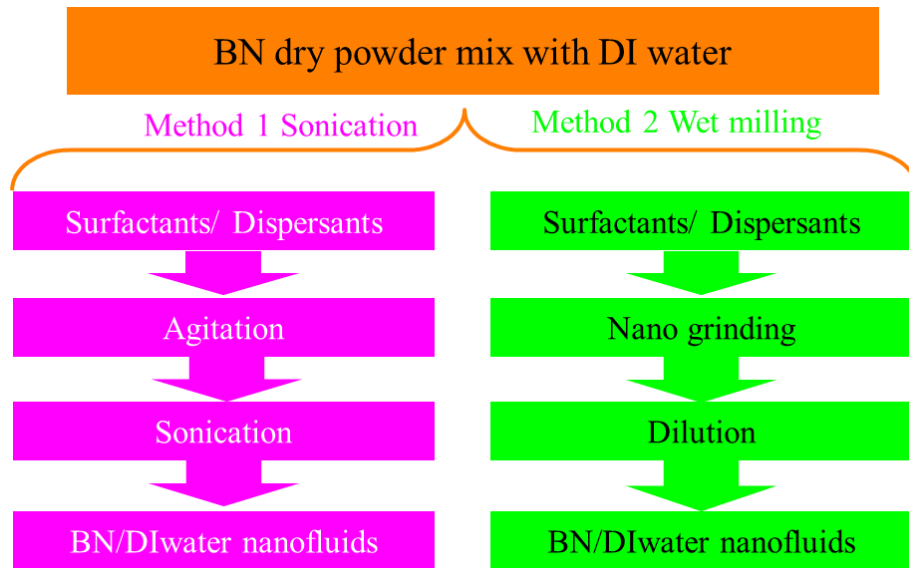 BN dry powder mix with DI water
Method 1 Sonication
Method 2 Wet milling
Surfactants/ Dispersants
Agitation
Sonication
BN/DIwater nanofluids
Surfactants/ Dispersants
Nano grinding
Dilution
BN/DIwater nanofluids